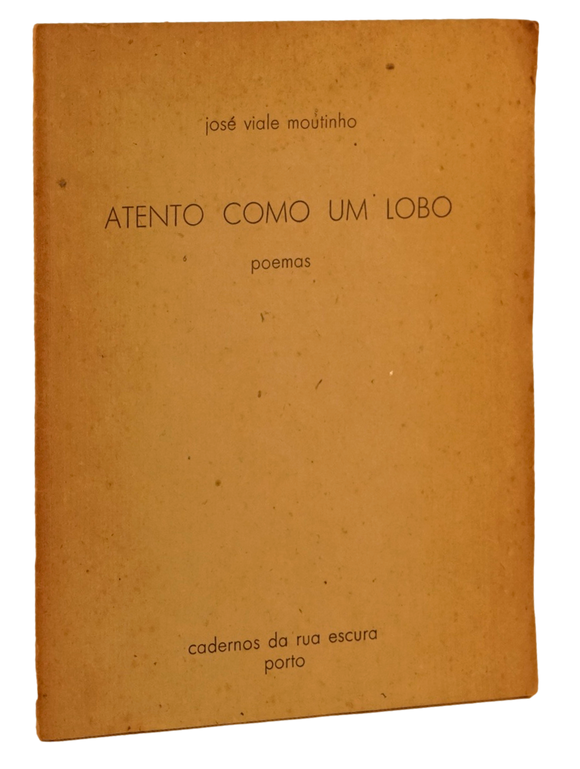 josé viale moutinho
ATENTO COMO UM LOBO
poemas
cadernos da rua escura
porto